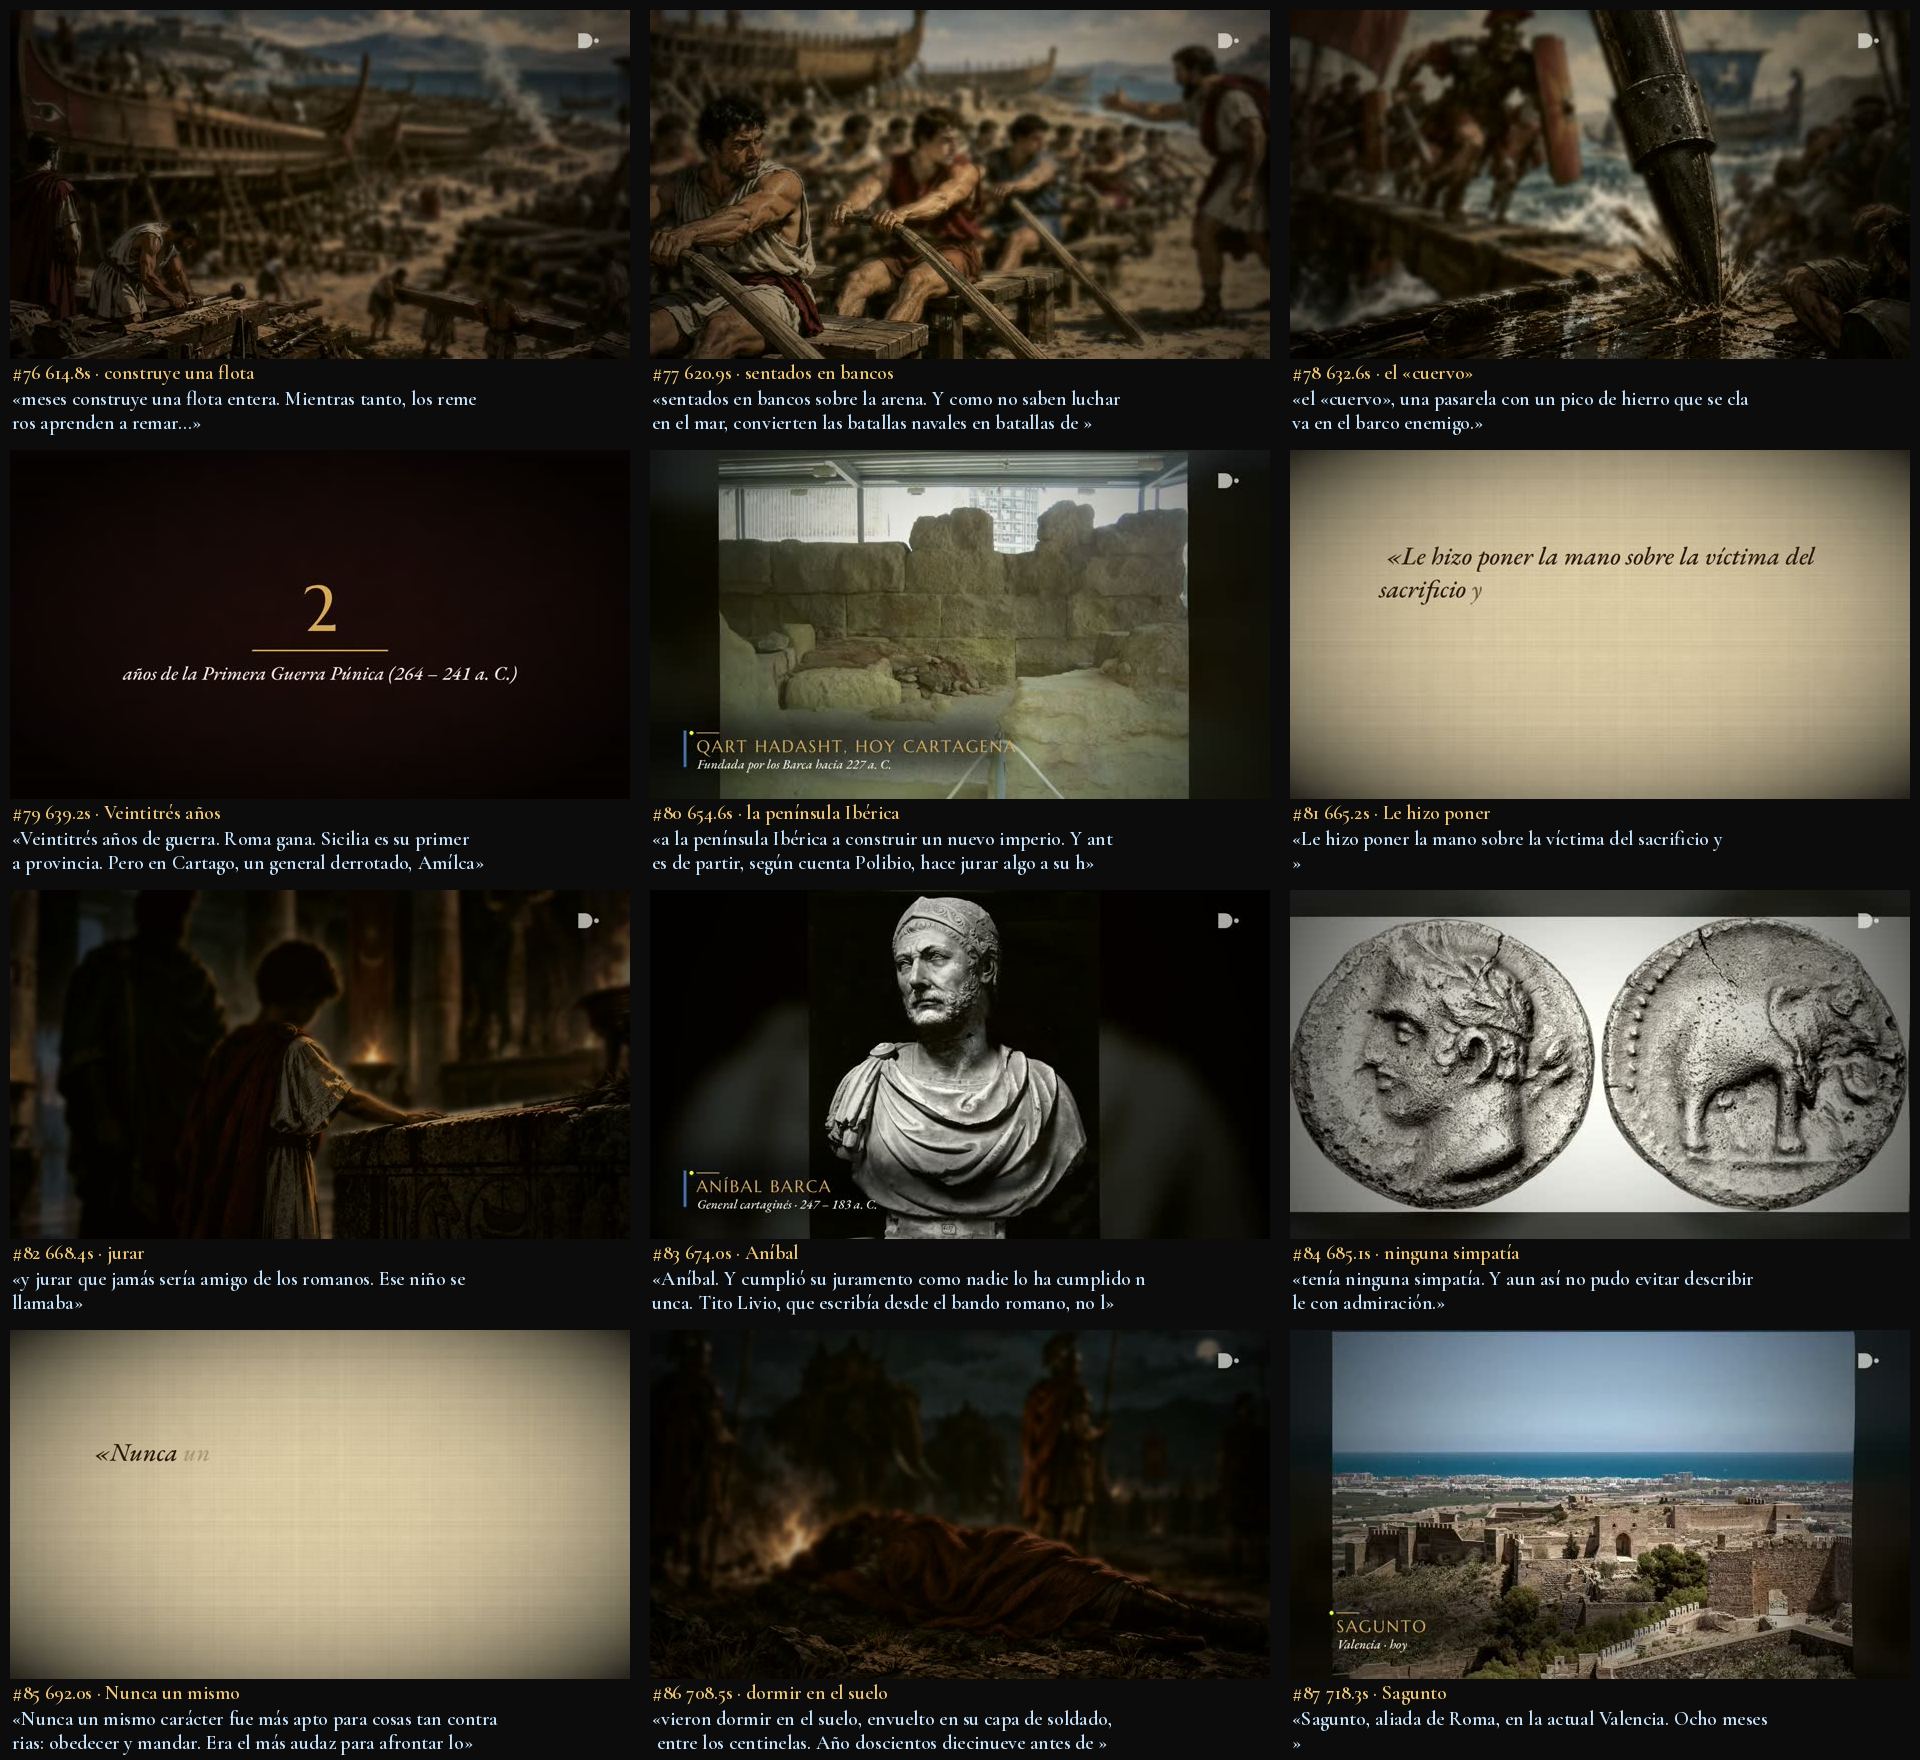 #76 614.8s · construye una flota
«meses construye una flota entera. Mientras tanto, los reme
ros aprenden a remar...»
#77 620.9s · sentados en bancos
«sentados en bancos sobre la arena. Y como no saben luchar
en el mar, convierten las batallas navales en batallas de »
#78 632.6s · el «cuervo»
«el «cuervo», una pasarela con un pico de hierro que se cla
va en el barco enemigo.»
2
años de la Primera Guerra Púnica (264 – 241 a. C.)
#79 639.2s · Veintitrés años
«Veintitrés años de guerra. Roma gana. Sicilia es su primer
a provincia. Pero en Cartago, un general derrotado, Amílca»
QART HADASHT, HOY CARTAGENA
Fundada por los Barca hacia 227 a. C.
#80 654.6s · la península Ibérica
«a la península Ibérica a construir un nuevo imperio. Y ant
es de partir, según cuenta Polibio, hace jurar algo a su h»
«Le hizo poner la mano sobre la víctima del
sacrificio y
#81 665.2s · Le hizo poner
«Le hizo poner la mano sobre la víctima del sacrificio y
»
#82 668.4s · jurar
«y jurar que jamás sería amigo de los romanos. Ese niño se
llamaba»
ANÍBAL BARCA
General cartaginés · 247 – 183 a. C.
#83 674.0s · Aníbal
«Aníbal. Y cumplió su juramento como nadie lo ha cumplido n
unca. Tito Livio, que escribía desde el bando romano, no l»
#84 685.1s · ninguna simpatía
«tenía ninguna simpatía. Y aun así no pudo evitar describir
le con admiración.»
«Nunca un
#85 692.0s · Nunca un mismo
«Nunca un mismo carácter fue más apto para cosas tan contra
rias: obedecer y mandar. Era el más audaz para afrontar lo»
#86 708.5s · dormir en el suelo
«vieron dormir en el suelo, envuelto en su capa de soldado,
entre los centinelas. Año doscientos diecinueve antes de »
SAGUNTO
Valencia · hoy
#87 718.3s · Sagunto
«Sagunto, aliada de Roma, en la actual Valencia. Ocho meses
»